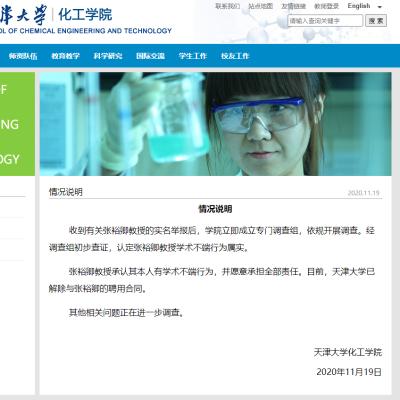 津大学 | 化工学院
OL OF CHEMICAL ENGINEERING AND TECHNOLOGY
联系我们 站点地图 友情链接 教师登录 English
请输入查询关键字 搜 索
师资队伍 教育教学 科学研究 国际交流 学生工作 校友工作
OF
NG
OGY
情况说明 2020.11.19
情况说明
收到有关张裕卿教授的实名举报后，学院立即成立专门调查组，依规开展调查。经
调查组初步查证，认定张裕卿教授学术不端行为属实。
张裕卿教授承认其本人有学术不端行为，并愿意承担全部责任。目前，天津大学已
解除与张裕卿的聘用合同。
其他相关问题正在进一步调查。
天津大学化工学院
2020年11月19日